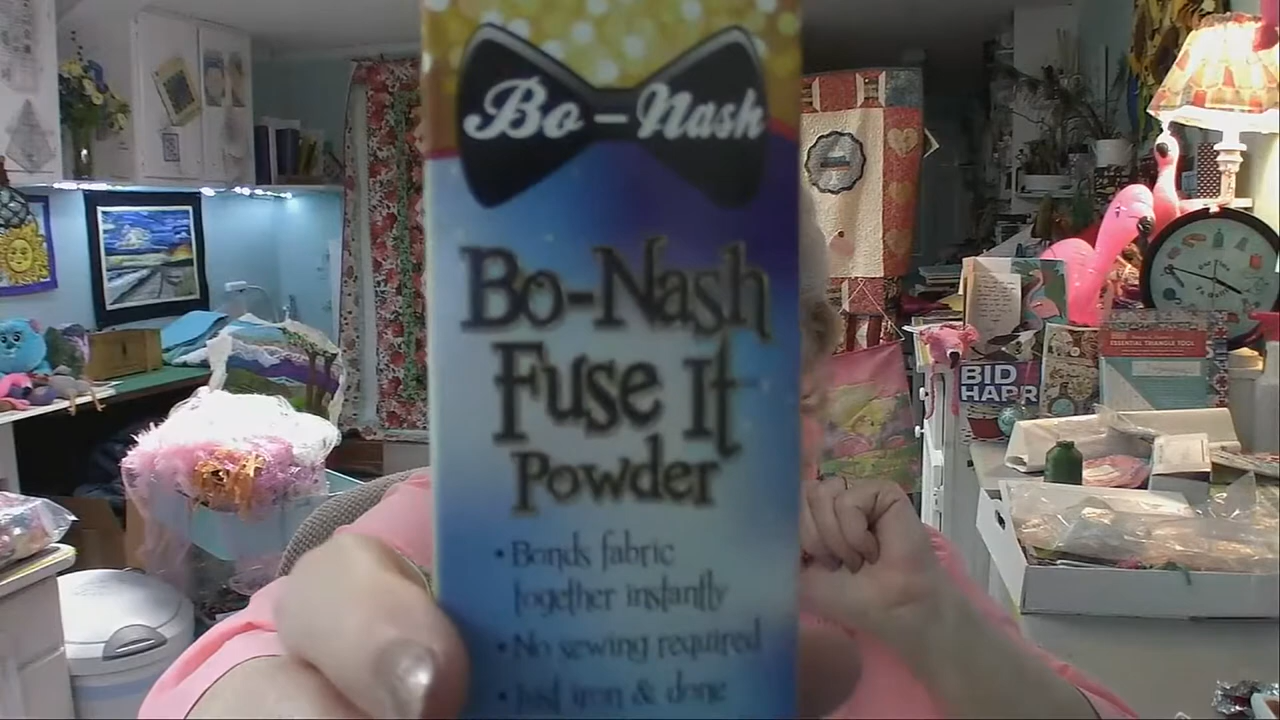 Bo-Nash
Bo-Nash
Fuse It
Powder
• Bonds fabric
together instantly
• No sewing required
• Just iron & done
BID
HAPR
ESSENTIAL TRIANGLE TOOL